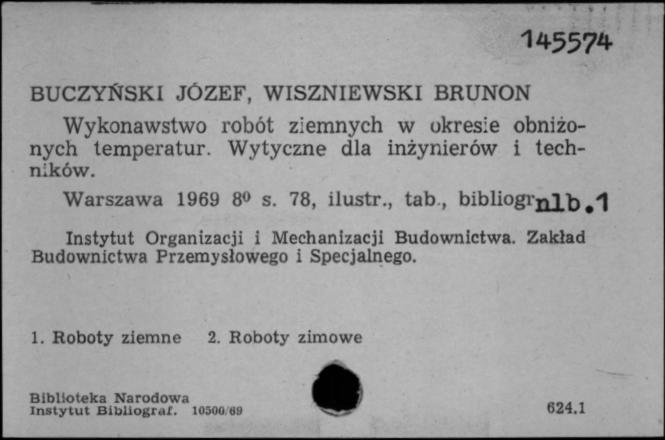 145574
BUCZYŃSKI JÓZEF, WISZNIEWSKI BRUNON
Wykonawstwo robót ziemnych w okresie obniżo-
nych temperatur. Wytyczne dla inżynierów i tech-
ników.
Warszawa 1969 8º s. 78, ilustr., tab., bibliogr nlb.1
Instytut Organizacji i Mechanizacji Budownictwa. Zakład
Budownictwa Przemysłowego i Specjalnego.
1. Roboty ziemne 2. Roboty zimowe
Biblioteka Narodowa
Instytut Bibliograf. 10500/69
624.1